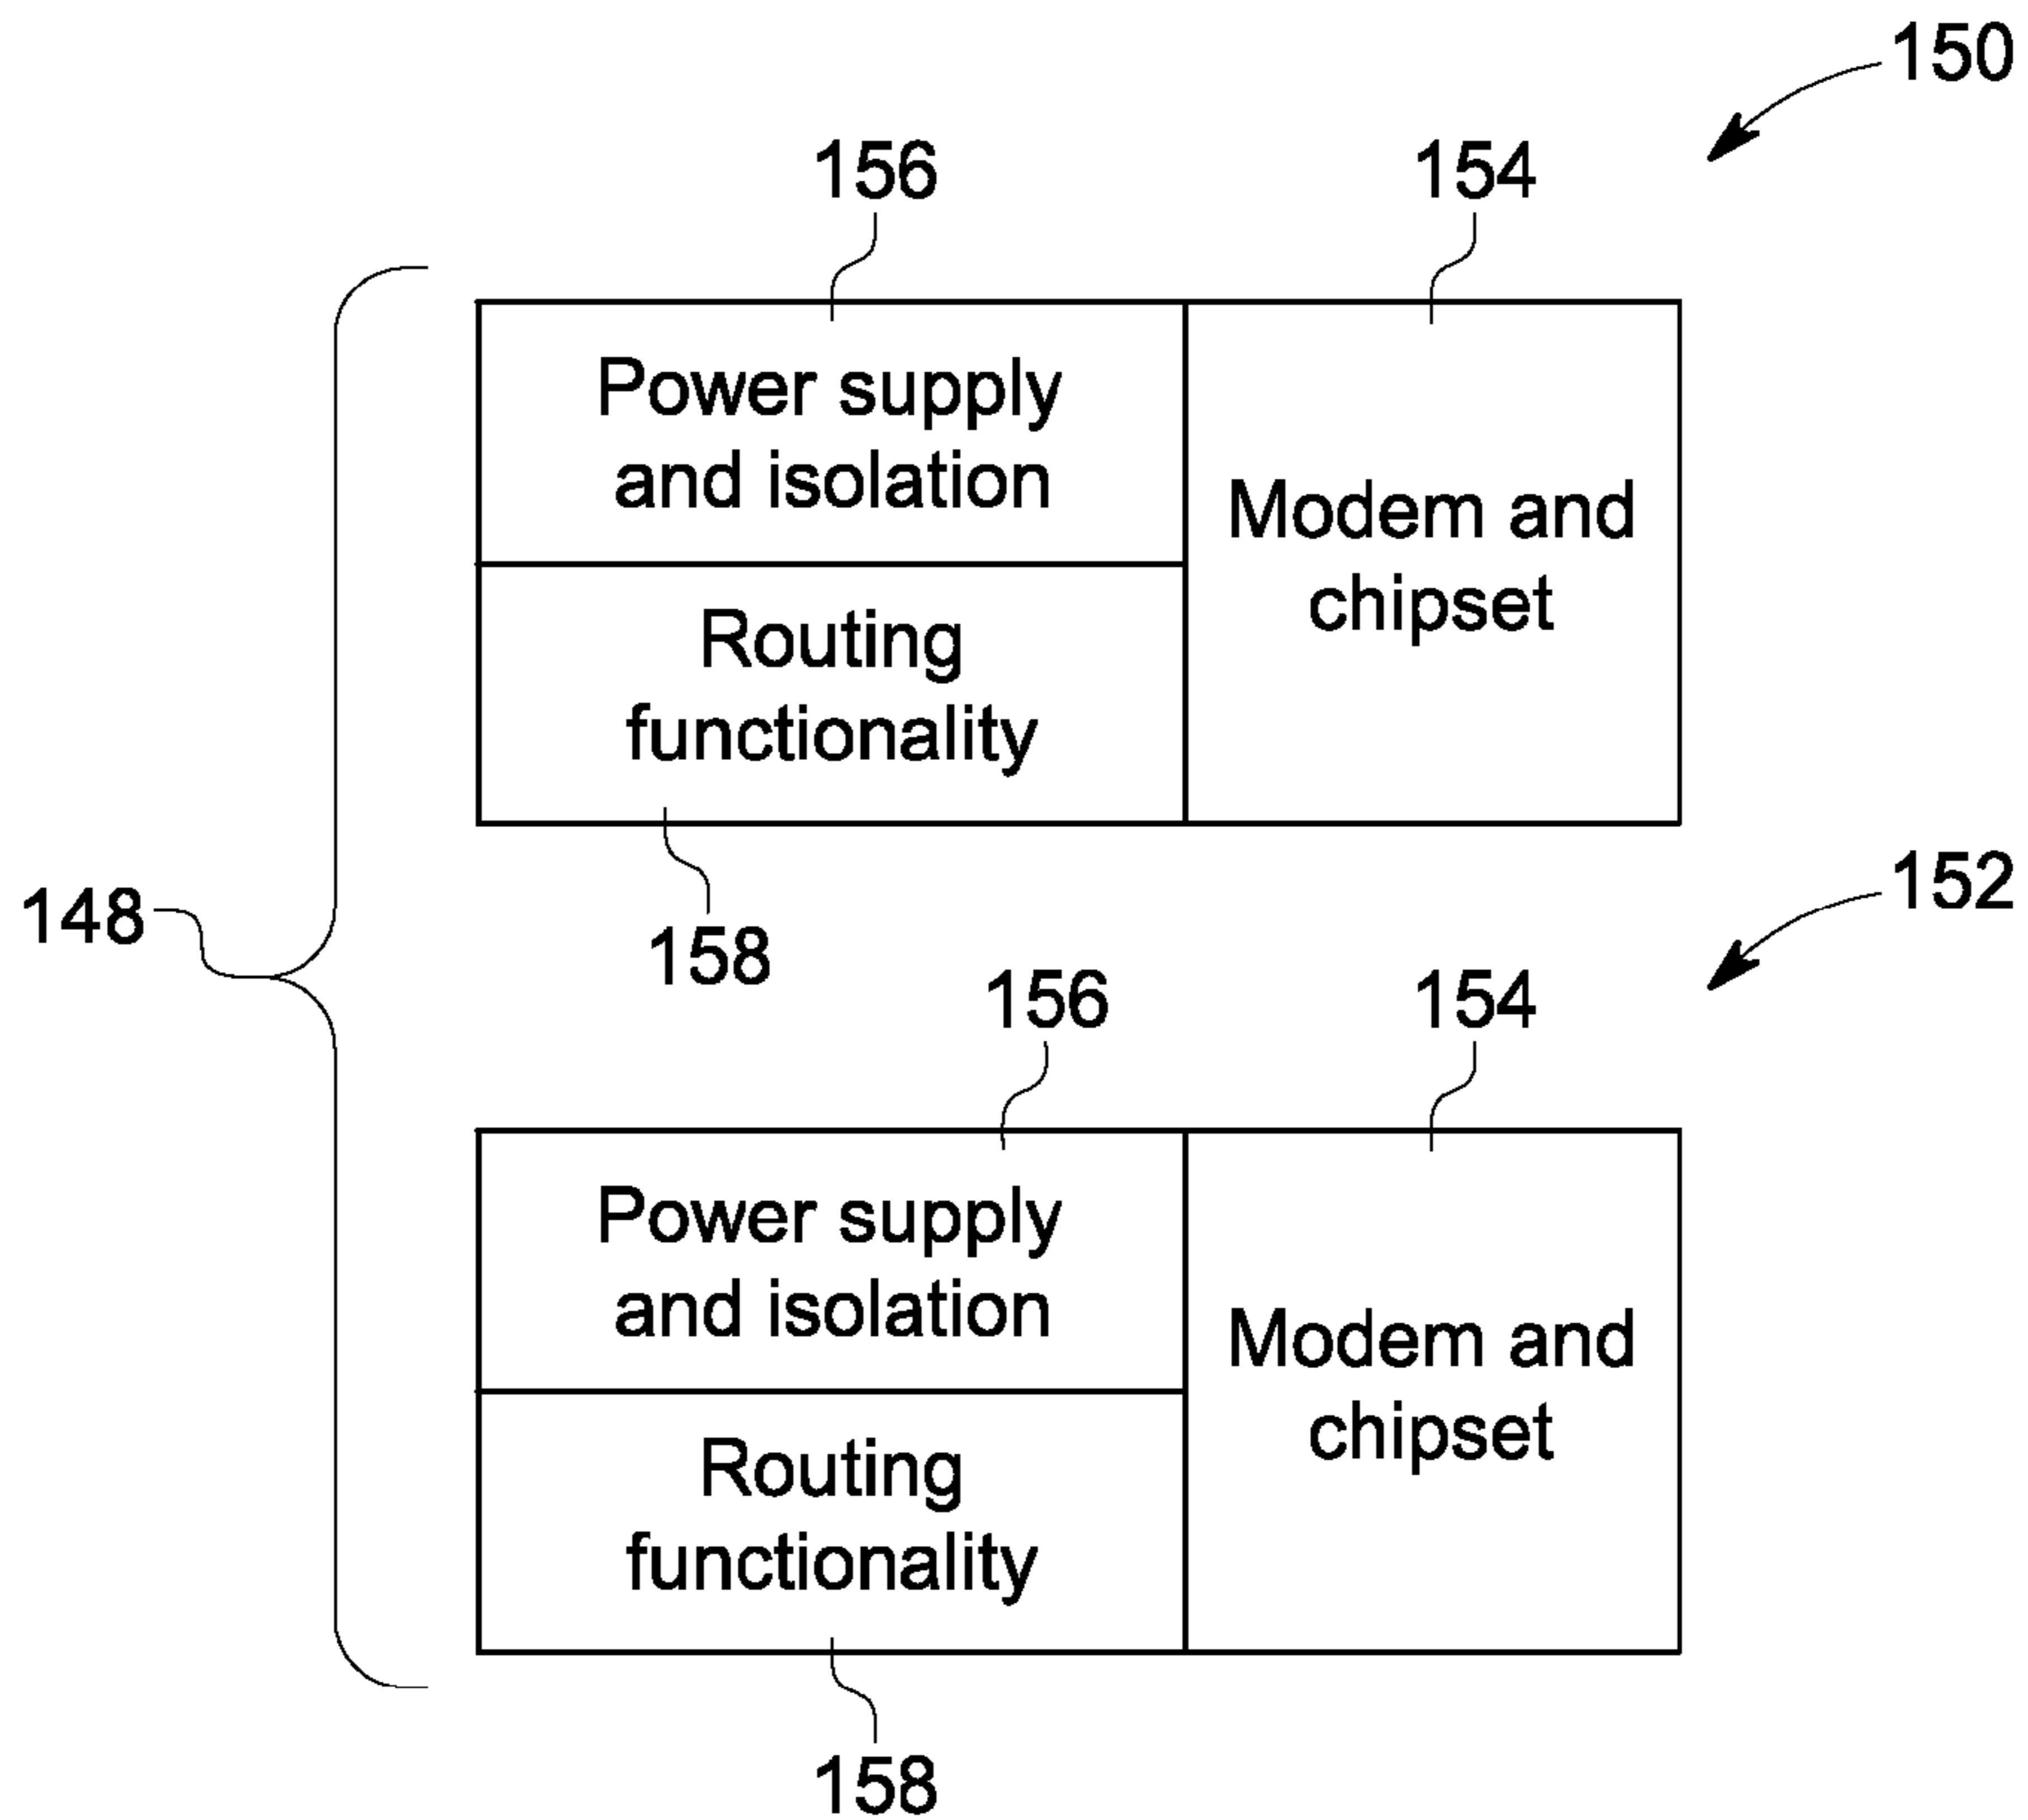 150
156
154
Power supply
and isolation
Modem and
chipset
Routing
functionality
148
158
152
156
154
Power supply
and isolation
Modem and
chipset
Routing
functionality
158